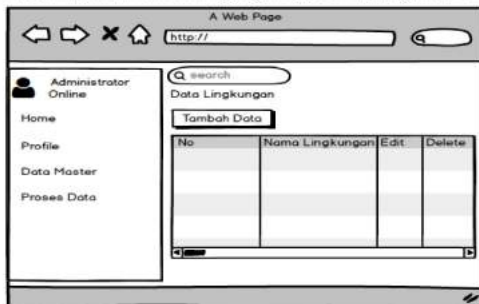 A Web Page
http://
Administrator
Online
Home
Profile
Data Master
Proses Data
search
Data Lingkungan
Tambah Data
No Nama Lingkungan Edit Delete